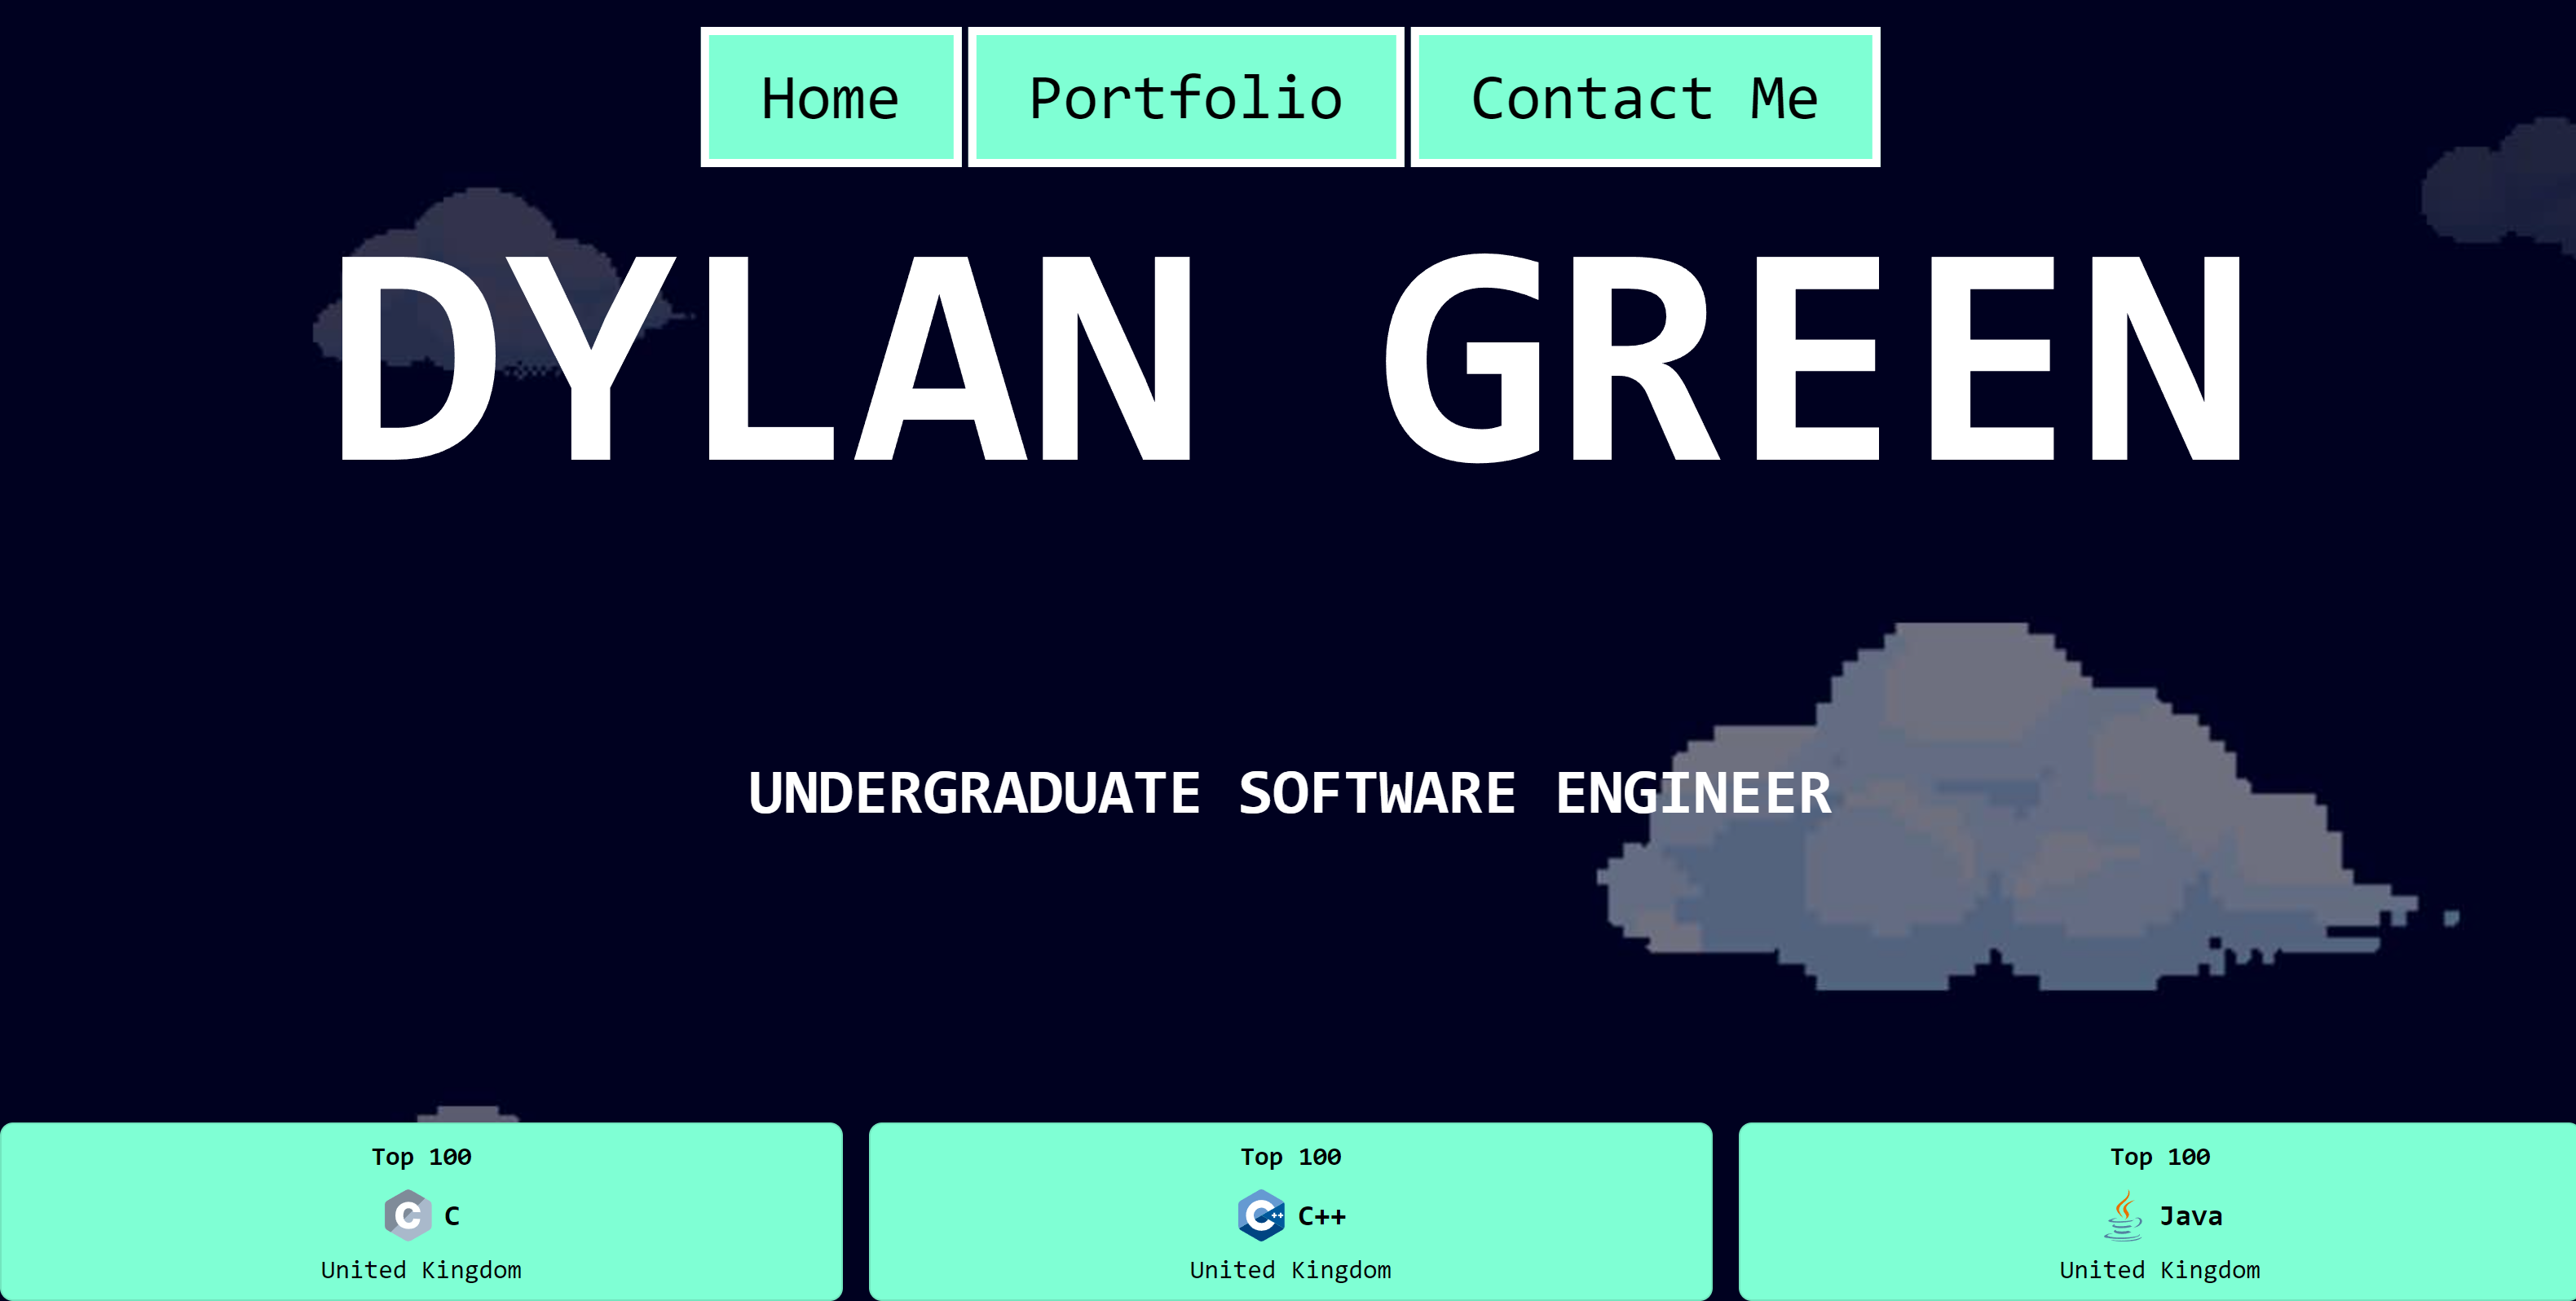 Home Portfolio Contact Me
DYLAN GREEN
UNDERGRADUATE SOFTWARE ENGINEER
Top 100
C C
United Kingdom
Top 100
C++ C++
United Kingdom
Top 100
Java
United Kingdom